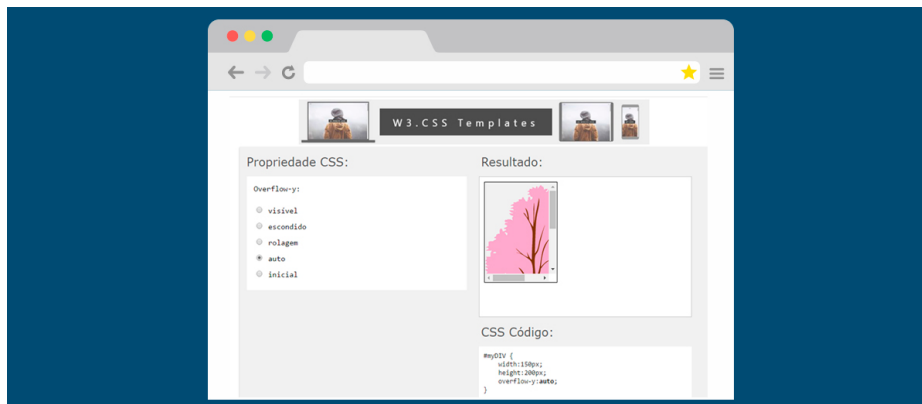 W3.CSS Templates
Propriedade CSS:
Resultado:
Overflow-y:
visível
escondido
rolagem
auto
inicial
CSS Código:
#myDIV {
    width:150px;
    height:200px;
    overflow-y:auto;
}